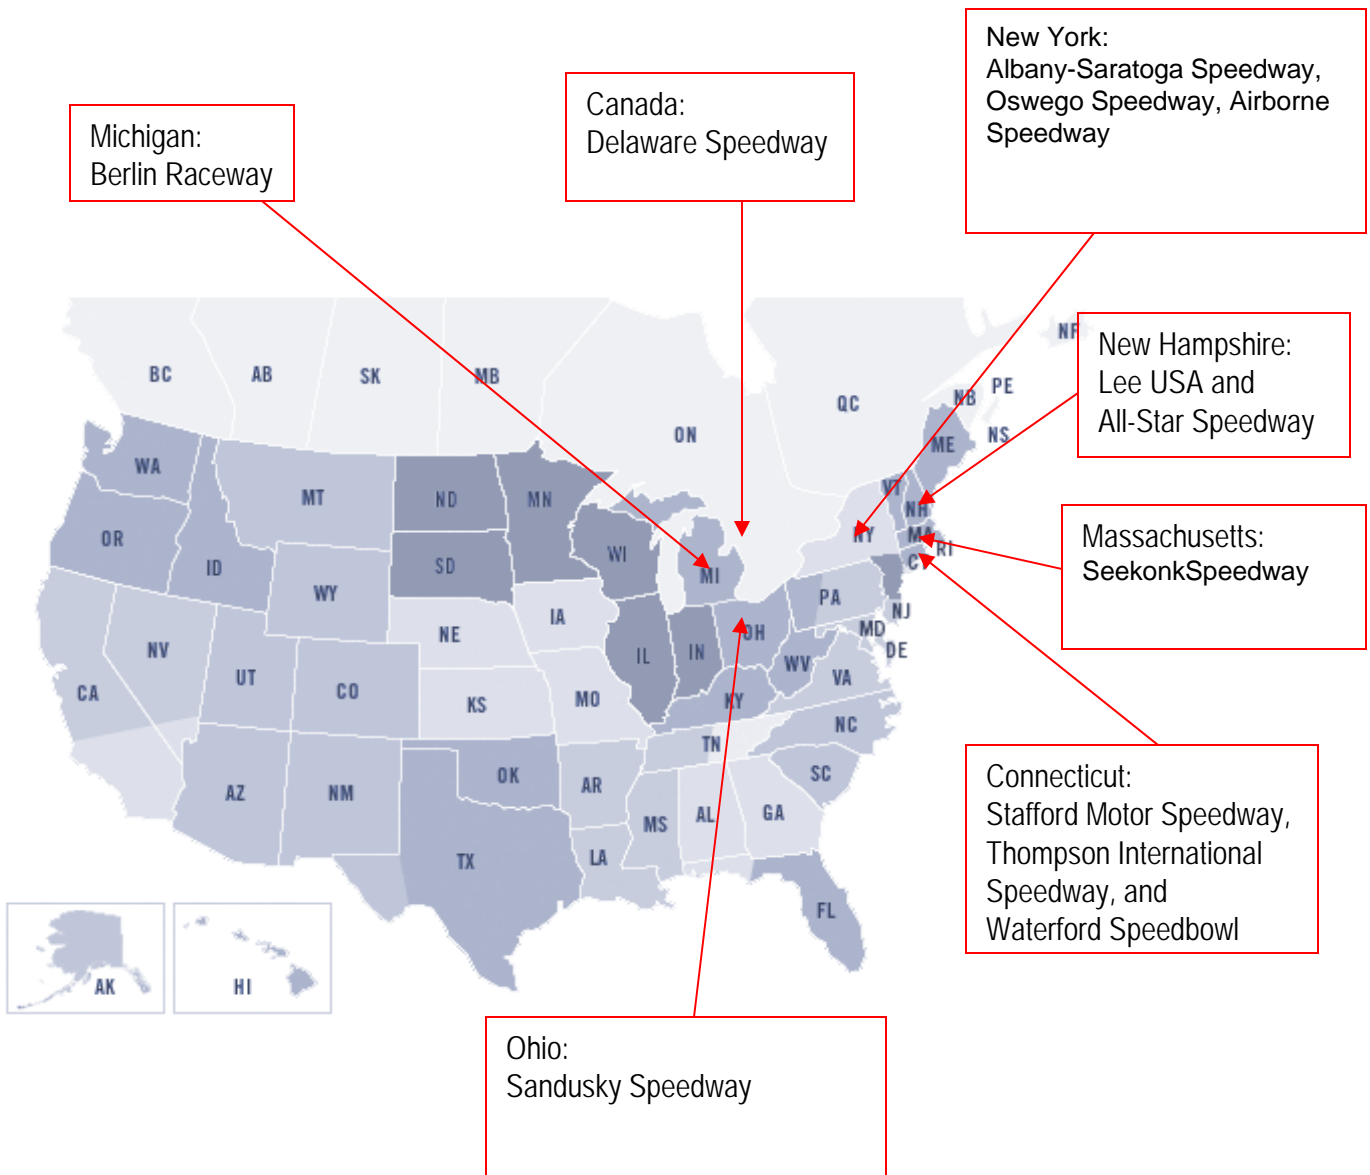 New York:
Albany-Saratoga Speedway,
Oswego Speedway, Airborne
Speedway
Canada:
Delaware Speedway
Michigan:
Berlin Raceway
New Hampshire:
Lee USA and
All-Star Speedway
Massachusetts:
SeekonkSpeedway
Connecticut:
Stafford Motor Speedway,
Thompson International
Speedway, and
Waterford Speedbowl
Ohio:
Sandusky Speedway
BC
AB
SK
MB
ON
QC
NF
NB
PE
NS
WA
MT
ND
MN
ME
VT
NH
OR
ID
SD
WI
MI
NY
MA
RI
CT
WY
NE
IA
PA
NJ
NV
UT
CO
IL
IN
OH
MD
DE
WV
VA
CA
KS
MO
KY
NC
TN
AZ
NM
OK
AR
SC
MS
AL
GA
TX
LA
FL
AK
HI